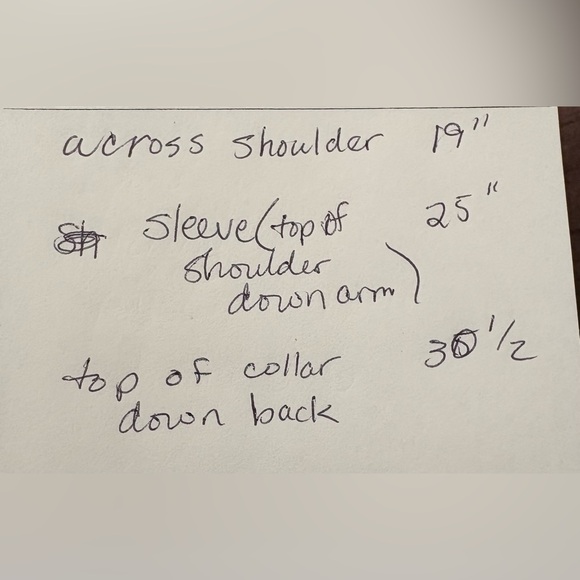 across shoulder 19"
sleeve (top of 25"
shoulder
down arm)
top of collar 30 1/2
down back